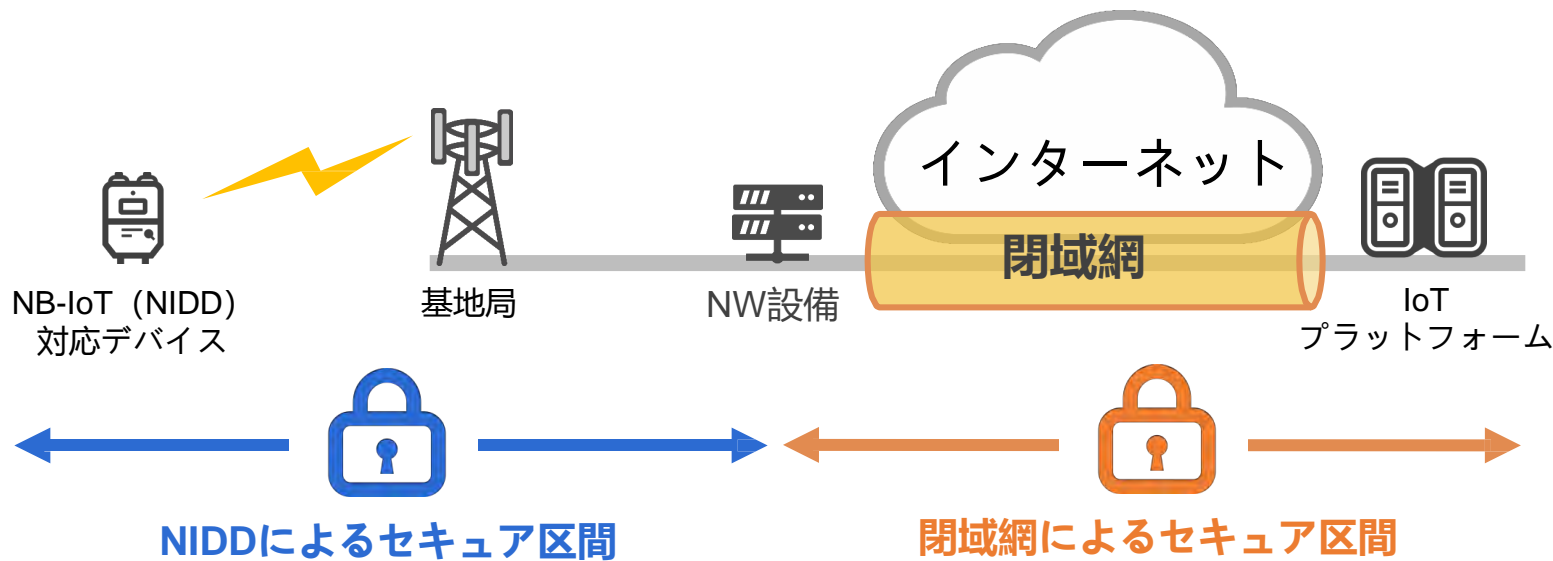 インターネット
閉域網
NB-IoT（NIDD）
対応デバイス
基地局
NW設備
IoT
プラットフォーム
NIDDによるセキュア区間
閉域網によるセキュア区間